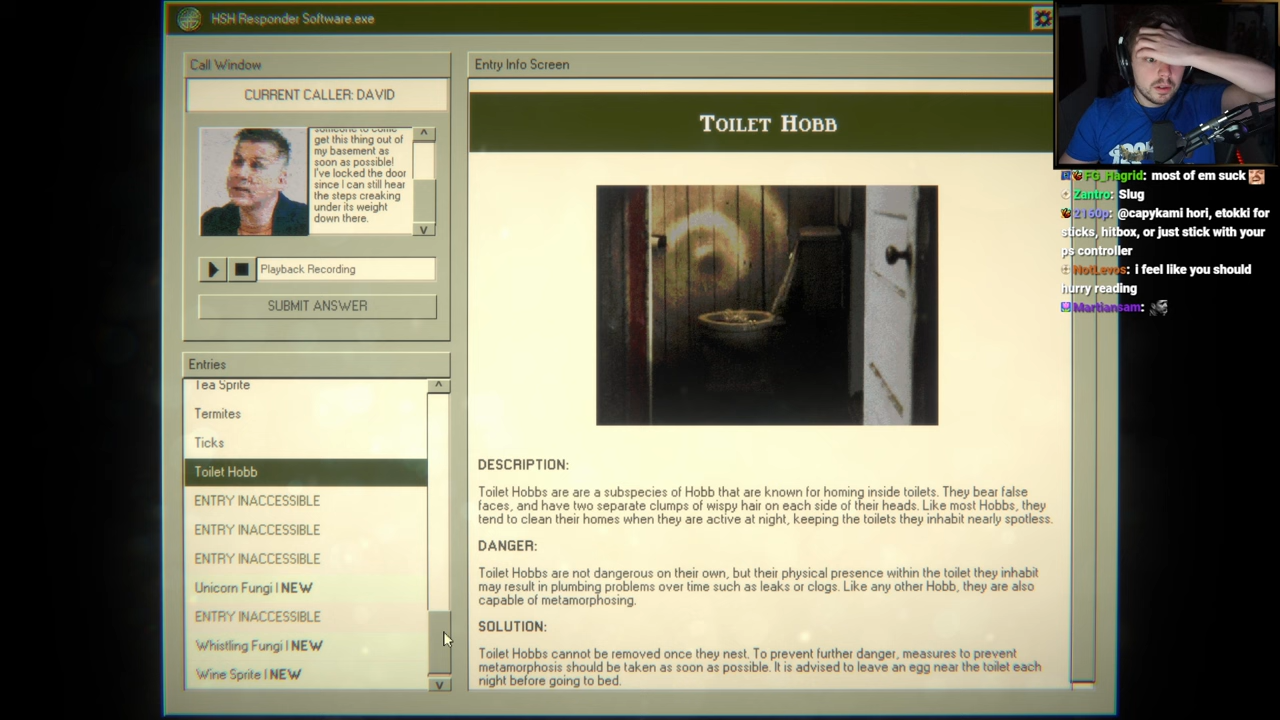 HSH Responder Software.exe
Call Window
CURRENT CALLER: DAVID
someone to come
get this thing out of
my basement as
soon as possible!
I've locked the door
since I can still hear
the steps creaking
under its weight
down there.
Playback Recording
SUBMIT ANSWER
Entries
Tea Sprite
Termites
Ticks
Toilet Hobb
ENTRY INACCESSIBLE
ENTRY INACCESSIBLE
ENTRY INACCESSIBLE
Unicorn Fungi | NEW
ENTRY INACCESSIBLE
Whistling Fungi | NEW
Wine Sprite | NEW
Entry Info Screen
TOILET HOBB
DESCRIPTION:
Toilet Hobbs are are a subspecies of Hobb that are known for homing inside toilets. They bear false
faces, and have two separate clumps of wispy hair on each side of their heads. Like most Hobbs, they
tend to clean their homes when they are active at night, keeping the toilets they inhabit nearly spotless.
DANGER:
Toilet Hobbs are not dangerous on their own, but their physical presence within the toilet they inhabit
may result in plumbing problems over time such as leaks or clogs. Like any other Hobb, they are also
capable of metamorphosing.
SOLUTION:
Toilet Hobbs cannot be removed once they nest. To prevent further danger, measures to prevent
metamorphosis should be taken as soon as possible. It is advised to leave an egg near the toilet each
night before going to bed.
FG_Hagrid: most of em suck
Zantro: Slug
2160p: @capykami hori, etokki for
sticks, hitbox, or just stick with your
ps controller
NotLevus: i feel like you should
hurry reading
Martiansam: